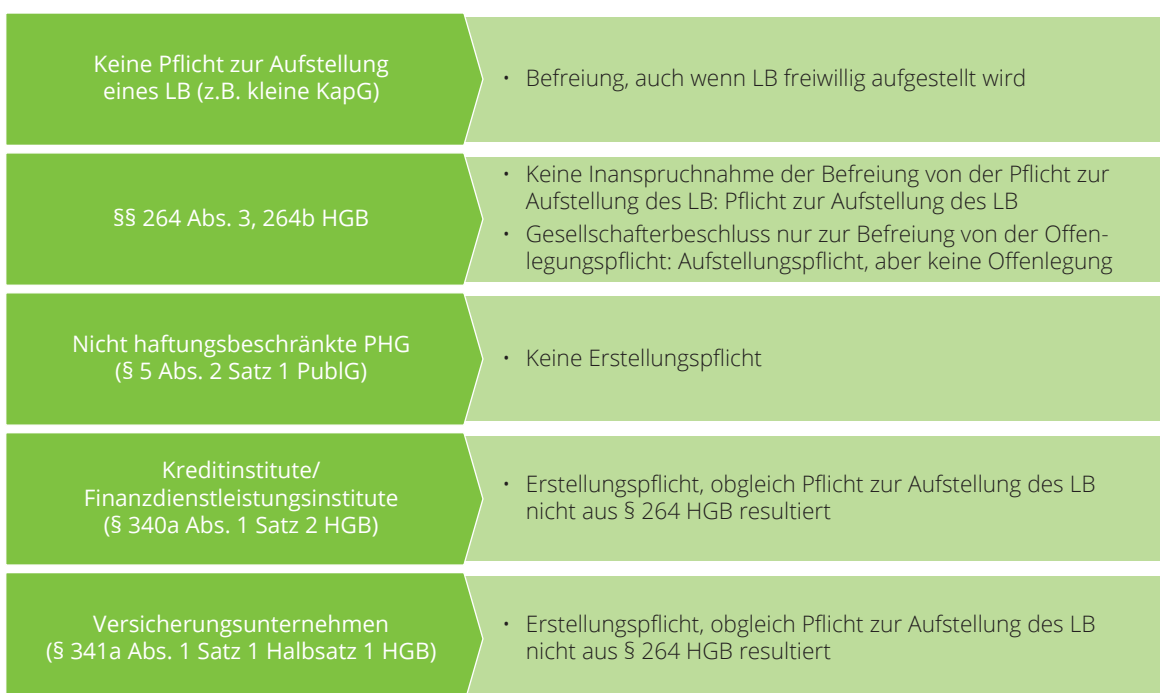 Keine Pflicht zur Aufstellung
eines LB (z.B. kleine KapG)
• Befreiung, auch wenn LB freiwillig aufgestellt wird
§§ 264 Abs. 3, 264b HGB
• Keine Inanspruchnahme der Befreiung von der Pflicht zur
Aufstellung des LB: Pflicht zur Aufstellung des LB
• Gesellschafterbeschluss nur zur Befreiung von der Offen-
legungspflicht: Aufstellungspflicht, aber keine Offenlegung
Nicht haftungsbeschränkte PHG
(§ 5 Abs. 2 Satz 1 PublG)
• Keine Erstellungspflicht
Kreditinstitute/
Finanzdienstleistungsinstitute
(§ 340a Abs. 1 Satz 2 HGB)
• Erstellungspflicht, obgleich Pflicht zur Aufstellung des LB
nicht aus § 264 HGB resultiert
Versicherungsunternehmen
(§ 341a Abs. 1 Satz 1 Halbsatz 1 HGB)
• Erstellungspflicht, obgleich Pflicht zur Aufstellung des LB
nicht aus § 264 HGB resultiert